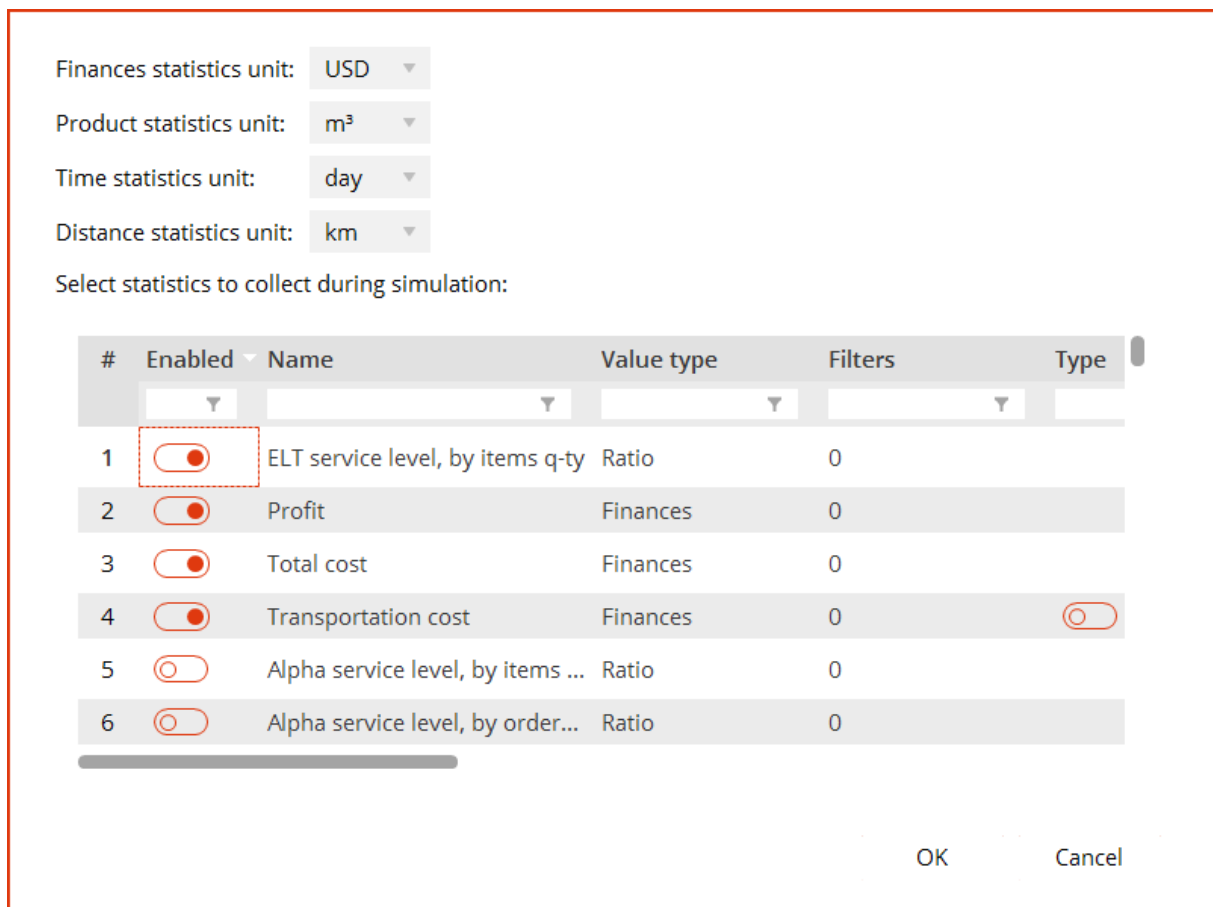 Finances statistics unit: USD
Product statistics unit: m³
Time statistics unit: day
Distance statistics unit: km
Select statistics to collect during simulation:
# Enabled Name Value type Filters Type
1 ELT service level, by items q-ty Ratio 0
2 Profit Finances 0
3 Total cost Finances 0
4 Transportation cost Finances 0
5 Alpha service level, by items ... Ratio 0
6 Alpha service level, by order... Ratio 0
OK Cancel